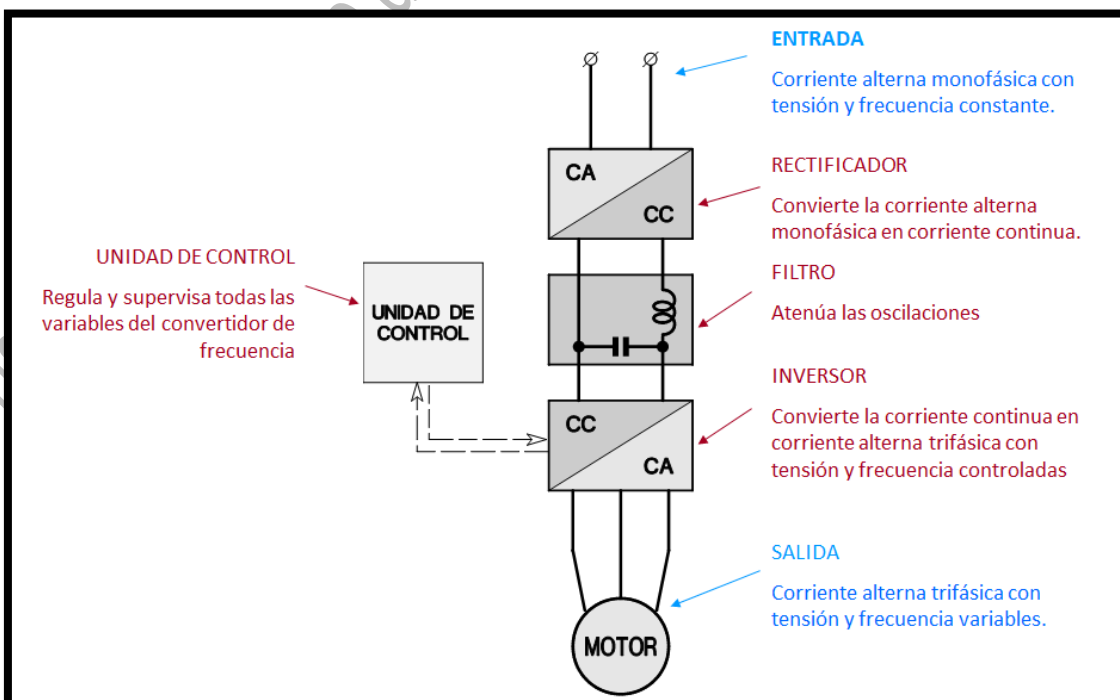 ENTRADA
Corriente alterna monofásica con
tensión y frecuencia constante.
CA
CC
RECTIFICADOR
Convierte la corriente alterna
monofásica en corriente continua.
UNIDAD DE CONTROL
Regula y supervisa todas las
variables del convertidor de
frecuencia
UNIDAD DE
CONTROL
FILTRO
Atenúa las oscilaciones
CC
CA
INVERSOR
Convierte la corriente continua en
corriente alterna trifásica con
tensión y frecuencia controladas
SALIDA
Corriente alterna trifásica con
tensión y frecuencia variables.
MOTOR